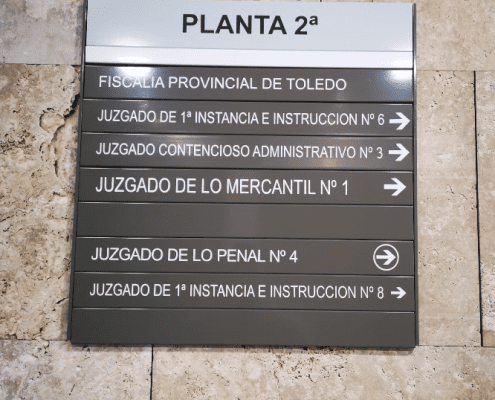 PLANTA 2ª
FISCALIA PROVINCIAL DE TOLEDO
JUZGADO DE 1ª INSTANCIA E INSTRUCCION Nº 6
JUZGADO CONTENCIOSO ADMINISTRATIVO Nº 3
JUZGADO DE LO MERCANTIL Nº 1
JUZGADO DE LO PENAL Nº 4
JUZGADO DE 1ª INSTANCIA E INSTRUCCION Nº 8